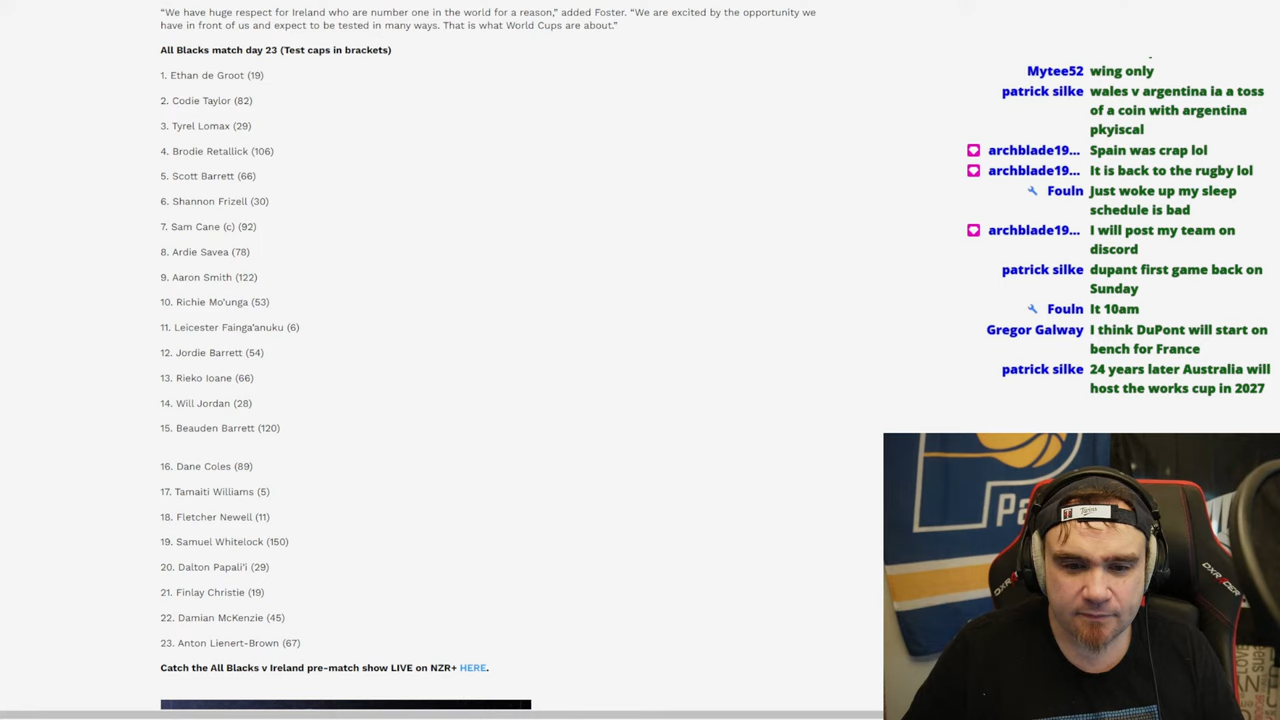 “We have huge respect for Ireland who are number one in the world for a reason,” added Foster. “We are excited by the opportunity we
have in front of us and expect to be tested in many ways. That is what World Cups are about.”
All Blacks match day 23 (Test caps in brackets)
1. Ethan de Groot (19)
2. Codie Taylor (82)
3. Tyrel Lomax (29)
4. Brodie Retallick (106)
5. Scott Barrett (66)
6. Shannon Frizell (30)
7. Sam Cane (c) (92)
8. Ardie Savea (78)
9. Aaron Smith (122)
10. Richie Mo’unga (53)
11. Leicester Fainga’anuku (6)
12. Jordie Barrett (54)
13. Rieko Ioane (66)
14. Will Jordan (28)
15. Beauden Barrett (120)
16. Dane Coles (89)
17. Tamaiti Williams (5)
18. Fletcher Newell (11)
19. Samuel Whitelock (150)
20. Dalton Papali’i (29)
21. Finlay Christie (19)
22. Damian McKenzie (45)
23. Anton Lienert-Brown (67)
Catch the All Blacks v Ireland pre-match show LIVE on NZR+ HERE.
Mytee52 wing only
patrick silke wales v argentina ia a toss
of a coin with argentina
pkyiscal
archblade19... Spain was crap lol
archblade19... It is back to the rugby lol
Fouln Just woke up my sleep
schedule is bad
archblade19... I will post my team on
discord
patrick silke dupant first game back on
Sunday
Fouln It 10am
Gregor Galway I think DuPont will start on
bench for France
patrick silke 24 years later Australia will
host the works cup in 2027
Pa
DXRACER